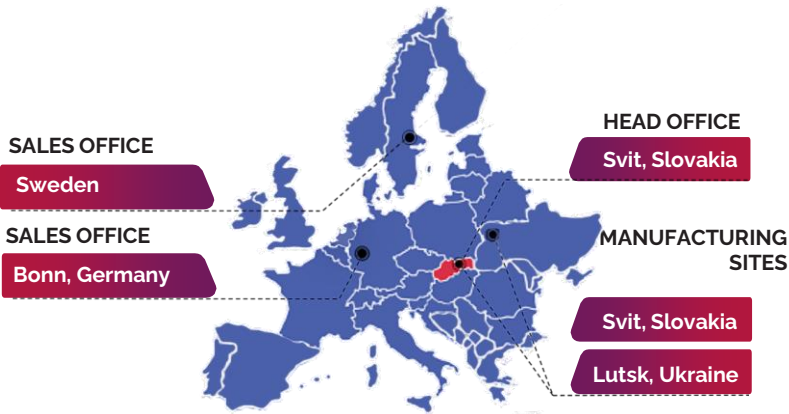 SALES OFFICE
Sweden
SALES OFFICE
Bonn, Germany
HEAD OFFICE
Svit, Slovakia
MANUFACTURING
SITES
Svit, Slovakia
Lutsk, Ukraine